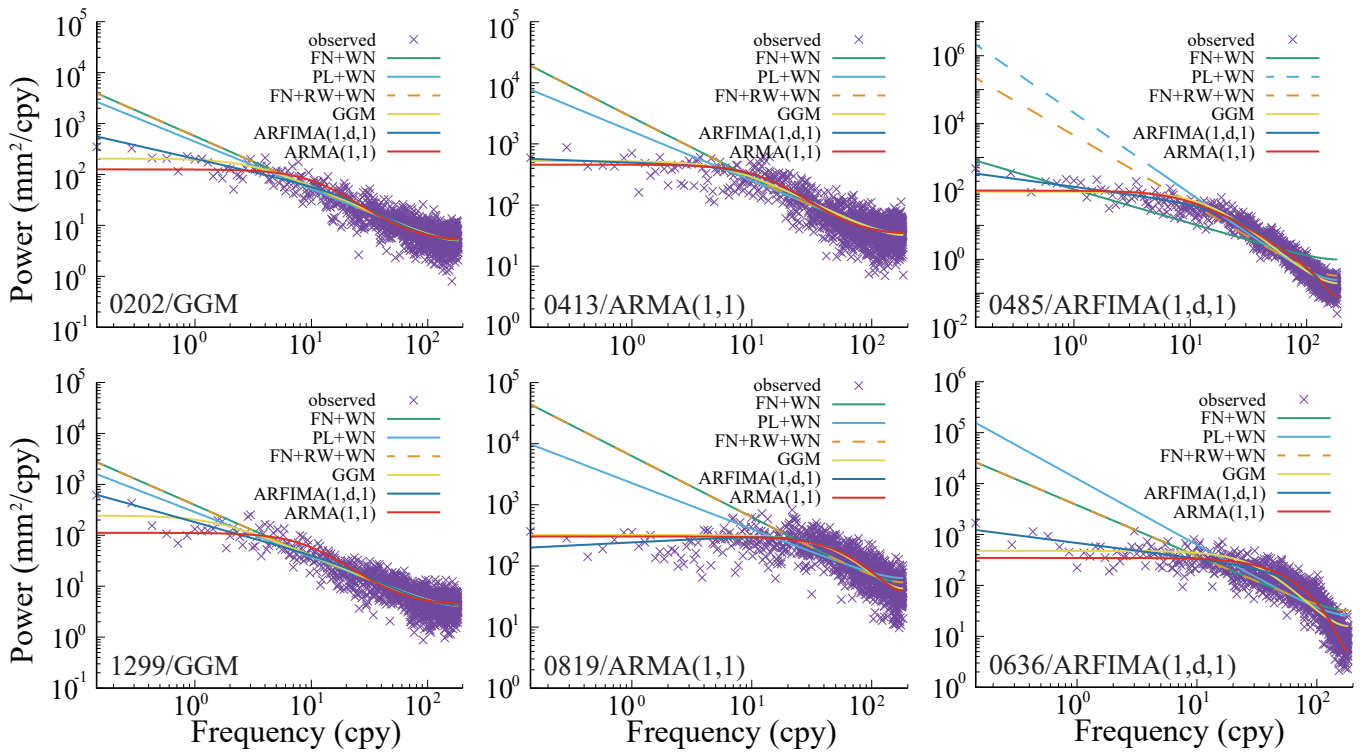 Power (mm²/cpy)
10⁵
10⁴
10³
10²
10¹
10⁰
10⁻¹
observed
FN+WN
PL+WN
FN+RW+WN
GGM
ARFIMA(1,d,1)
ARMA(1,1)
0202/GGM
10⁰ 10¹ 10²
10⁵
10⁴
10³
10²
10¹
10⁰
observed
FN+WN
PL+WN
FN+RW+WN
GGM
ARFIMA(1,d,1)
ARMA(1,1)
0413/ARMA(1,1)
10⁰ 10¹ 10²
10⁶
10⁴
10²
10⁰
10⁻²
observed
FN+WN
PL+WN
FN+RW+WN
GGM
ARFIMA(1,d,1)
ARMA(1,1)
0485/ARFIMA(1,d,1)
10⁰ 10¹ 10²
Power (mm²/cpy)
10⁵
10⁴
10³
10²
10¹
10⁰
10⁻¹
observed
FN+WN
PL+WN
FN+RW+WN
GGM
ARFIMA(1,d,1)
ARMA(1,1)
1299/GGM
10⁰ 10¹ 10²
Frequency (cpy)
10⁵
10⁴
10³
10²
10¹
10⁰
observed
FN+WN
PL+WN
FN+RW+WN
GGM
ARFIMA(1,d,1)
ARMA(1,1)
0819/ARMA(1,1)
10⁰ 10¹ 10²
Frequency (cpy)
10⁶
10⁵
10⁴
10³
10²
10¹
10⁰
observed
FN+WN
PL+WN
FN+RW+WN
GGM
ARFIMA(1,d,1)
ARMA(1,1)
0636/ARFIMA(1,d,1)
10⁰ 10¹ 10²
Frequency (cpy)